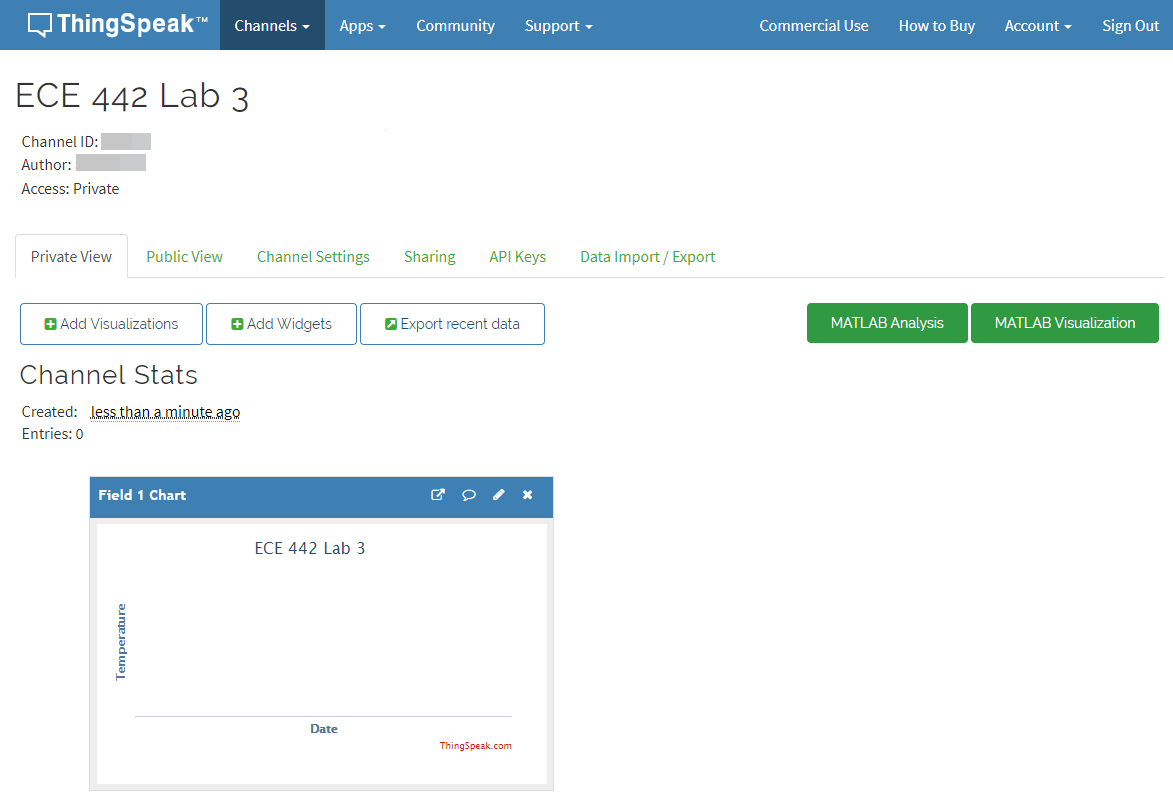 ThingSpeak™ Channels Apps Community Support Commercial Use How to Buy Account Sign Out
ECE 442 Lab 3
Channel ID:
Author:
Access: Private
Private View Public View Channel Settings Sharing API Keys Data Import / Export
Add Visualizations Add Widgets Export recent data MATLAB Analysis MATLAB Visualization
Channel Stats
Created: less than a minute ago
Entries: 0
Field 1 Chart
ECE 442 Lab 3
Temperature
Date
ThingSpeak.com